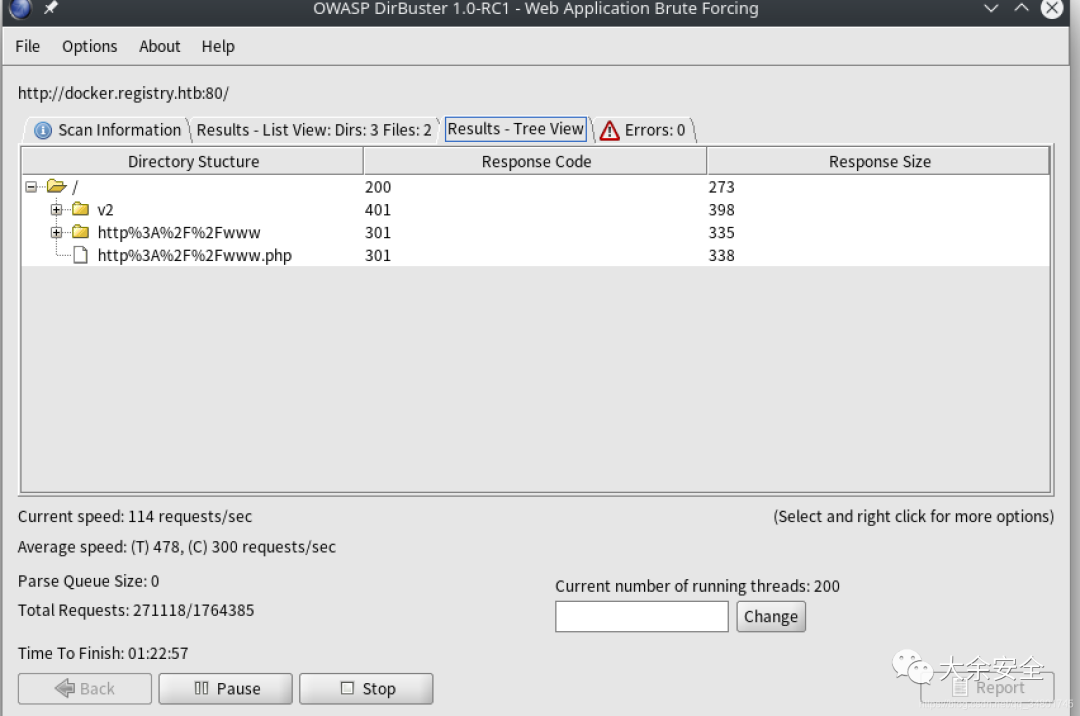 OWASP DirBuster 1.0-RC1 - Web Application Brute Forcing
File Options About Help
http://docker.registry.htb:80/
Scan Information Results - List View: Dirs: 3 Files: 2 Results - Tree View Errors: 0
Directory Stucture Response Code Response Size
/ 200 273
v2 401 398
http%3A%2F%2Fwww 301 335
http%3A%2F%2Fwww.php 301 338
Current speed: 114 requests/sec (Select and right click for more options)
Average speed: (T) 478, (C) 300 requests/sec
Parse Queue Size: 0
Current number of running threads: 200
Total Requests: 271118/1764385
Change
Time To Finish: 01:22:57
大余安全
Back Pause Stop Report